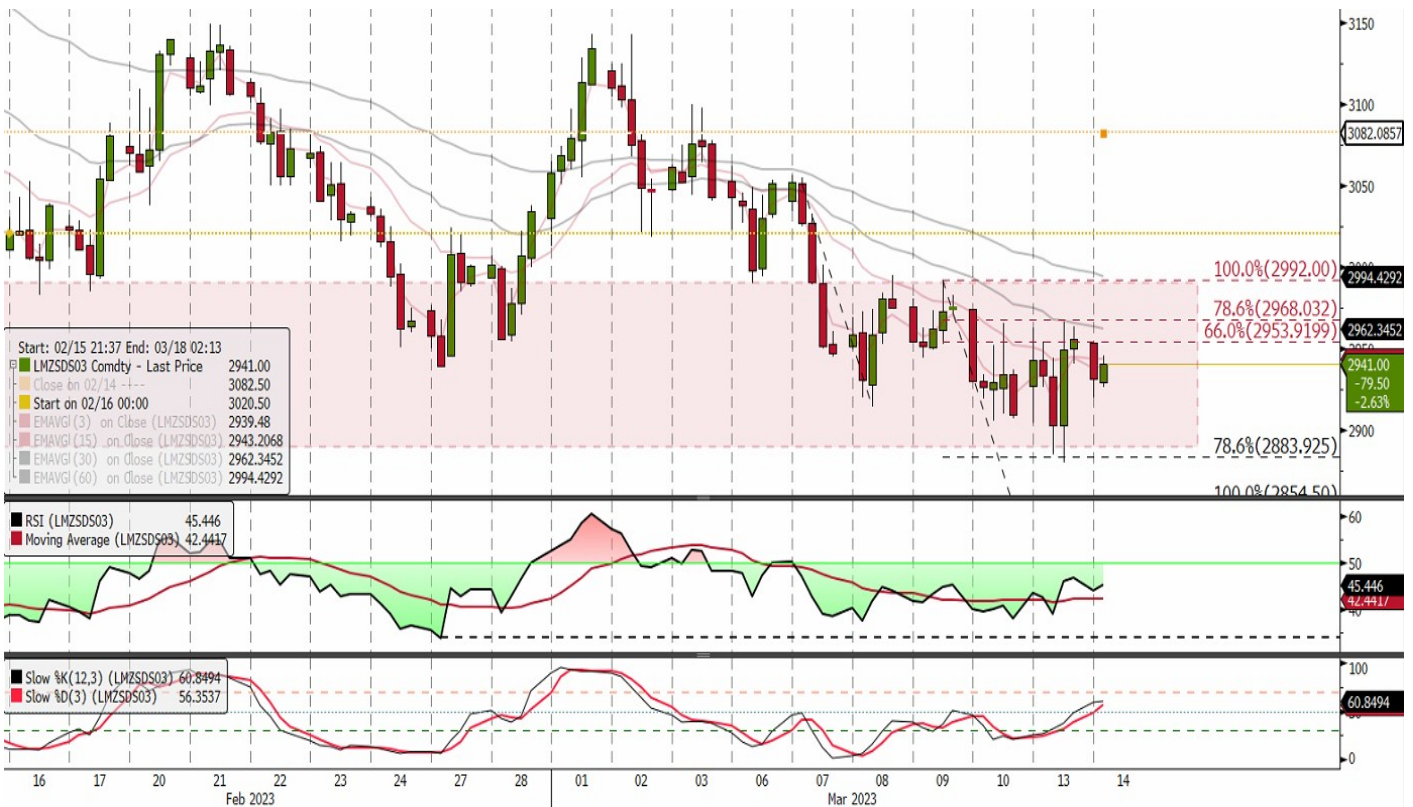 3150
3100
3082.0857
3050
3000
100.0%(2992.00)
2994.4292
78.6%(2968.032)
2962.3452
66.0%(2953.9199)
2950
2941.00
-79.50
-2.63%
2900
78.6%(2883.925)
100.0%(2854.50)
Start: 02/15 21:37 End: 03/18 02:13
LMZSDS03 Comdty - Last Price 2941.00
Close on 02/14 ---- 3082.50
Start on 02/16 00:00 3020.50
EMAVG(3) on Close (LMZSDS03) 2939.48
EMAVG(15) on Close (LMZSDS03) 2943.2068
EMAVG(30) on Close (LMZSDS03) 2962.3452
EMAVG(60) on Close (LMZSDS03) 2994.4292
RSI (LMZSDS03) 45.446
Moving Average (LMZSDS03) 42.4417
60
50
45.446
42.4417
40
Slow %K(12,3) (LMZSDS03) 60.8494
Slow %D(3) (LMZSDS03) 56.3537
100
60.8494
50
0
16 17 20 21 22 23 24 27 28 01 02 03 06 07 08 09 10 13 14
Feb 2023 Mar 2023